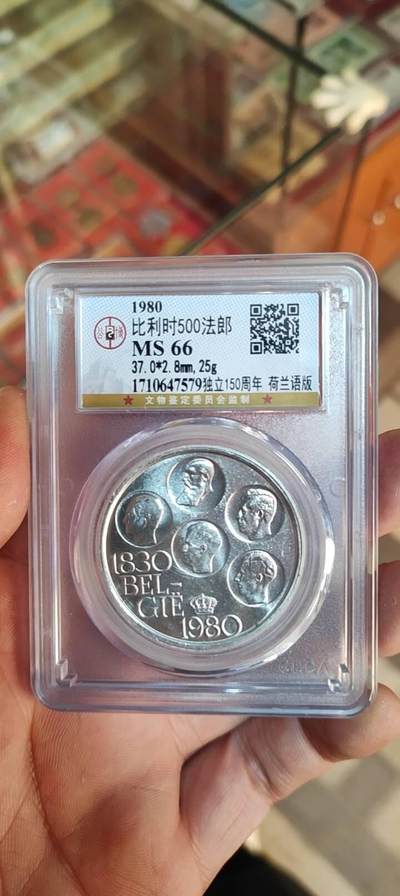 1980
比利时500法郎
MS 66
37.0*2.8mm, 25g
1710647579独立150周年 荷兰语版
★ 文物鉴定委员会监制 ★
1830
BEL-
GIË
1980